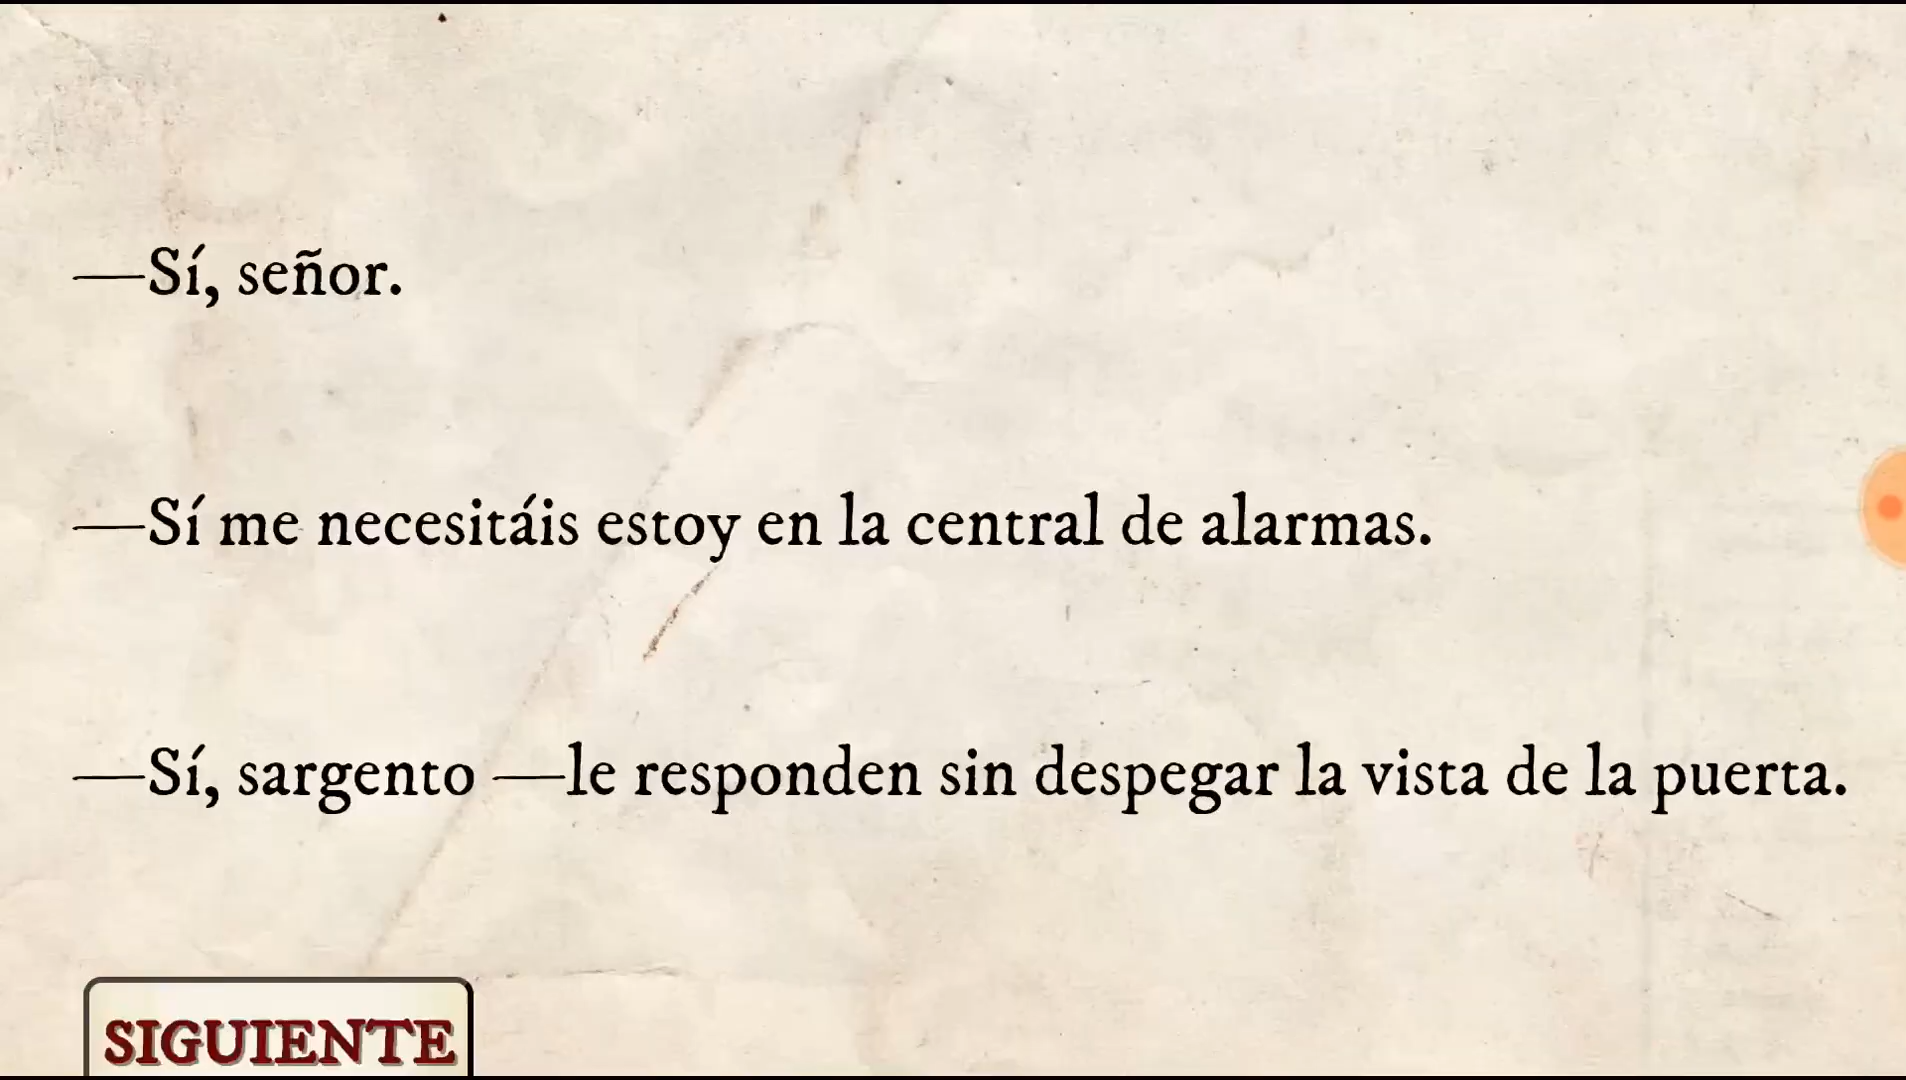 —Sí, señor.
—Sí me necesitáis estoy en la central de alarmas.
—Sí, sargento —le responden sin despegar la vista de la puerta.
SIGUIENTE